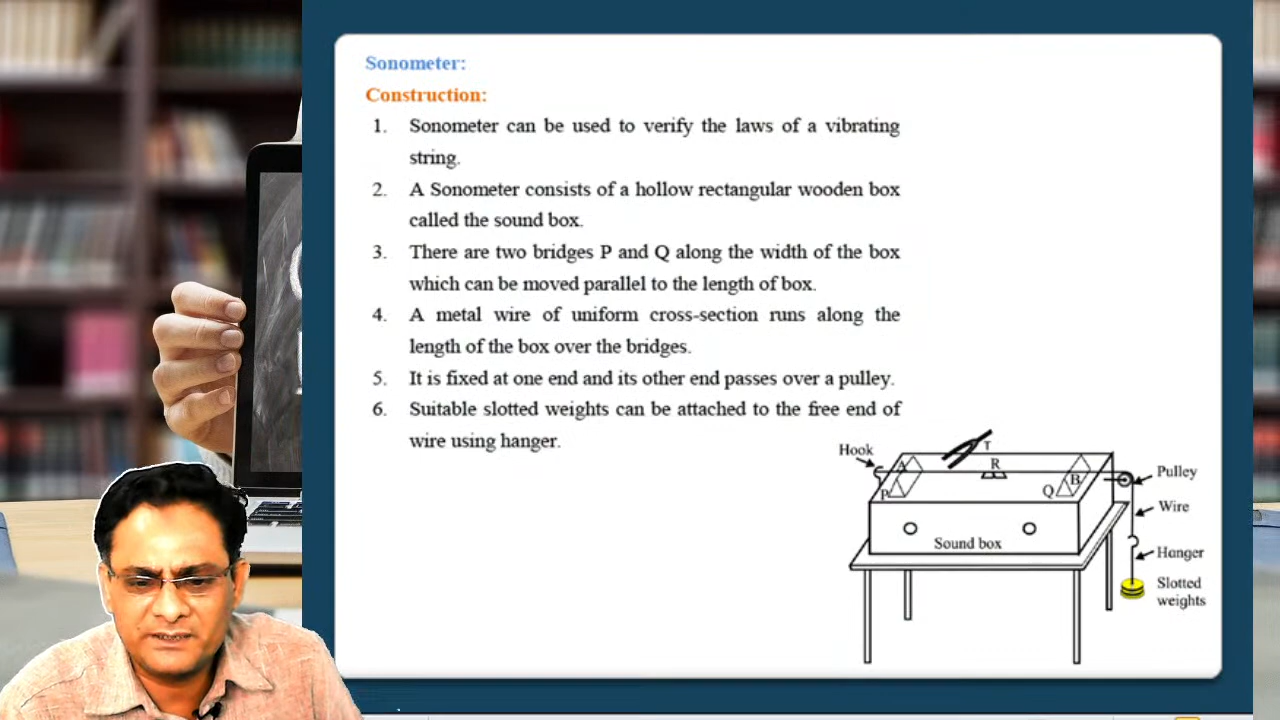 Sonometer:
Construction:
1. Sonometer can be used to verify the laws of a vibrating
string.
2. A Sonometer consists of a hollow rectangular wooden box
called the sound box.
3. There are two bridges P and Q along the width of the box
which can be moved parallel to the length of box.
4. A metal wire of uniform cross-section runs along the
length of the box over the bridges.
5. It is fixed at one end and its other end passes over a pulley.
6. Suitable slotted weights can be attached to the free end of
wire using hanger.
Hook
T
A
R
B
P
Q
Pulley
Wire
Sound box
Hanger
Slotted
weights